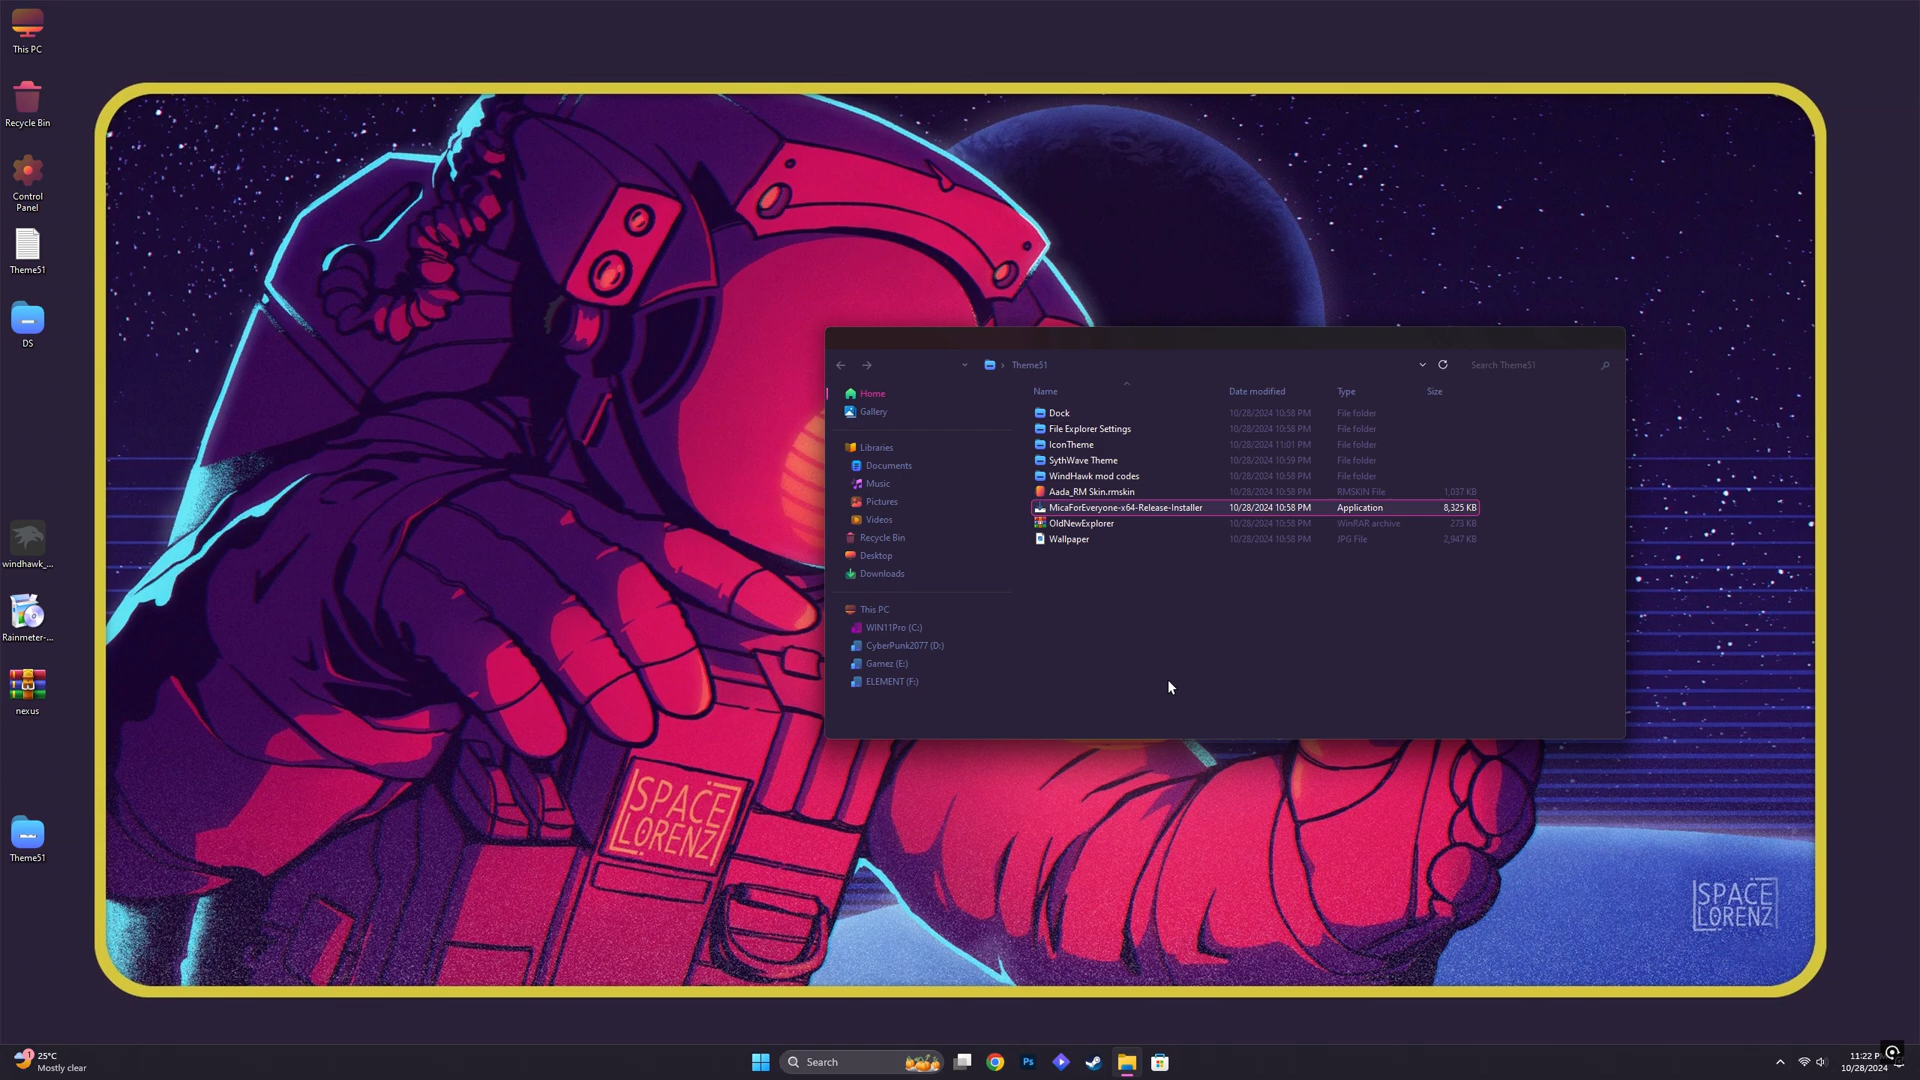 This PC
Recycle Bin
Control
Panel
Theme51
DS
windhawk_...
Rainmeter-...
nexus
Theme51
SPACE
LORENZ
SPACE
LORENZ
Theme51
Search Theme51
Home
Gallery
Libraries
Documents
Music
Pictures
Videos
Recycle Bin
Desktop
Downloads
This PC
WIN11Pro (C:)
CyberPunk2077 (D:)
Gamez (E:)
ELEMENT (F:)
Name Date modified Type Size
Dock 10/28/2024 10:58 PM File folder
File Explorer Settings 10/28/2024 10:58 PM File folder
IconTheme 10/28/2024 11:01 PM File folder
SythWave Theme 10/28/2024 10:59 PM File folder
WindHawk mod codes 10/28/2024 10:58 PM File folder
Aada_RM Skin.rmskin 10/28/2024 10:58 PM RMSKIN File 1,037 KB
MicaForEveryone-x64-Release-Installer 10/28/2024 10:58 PM Application 8,325 KB
OldNewExplorer 10/28/2024 10:58 PM WinRAR archive 273 KB
Wallpaper 10/28/2024 10:58 PM JPG File 2,947 KB
1
25°C
Mostly clear
Search
Ps
11:22 P
10/28/2024